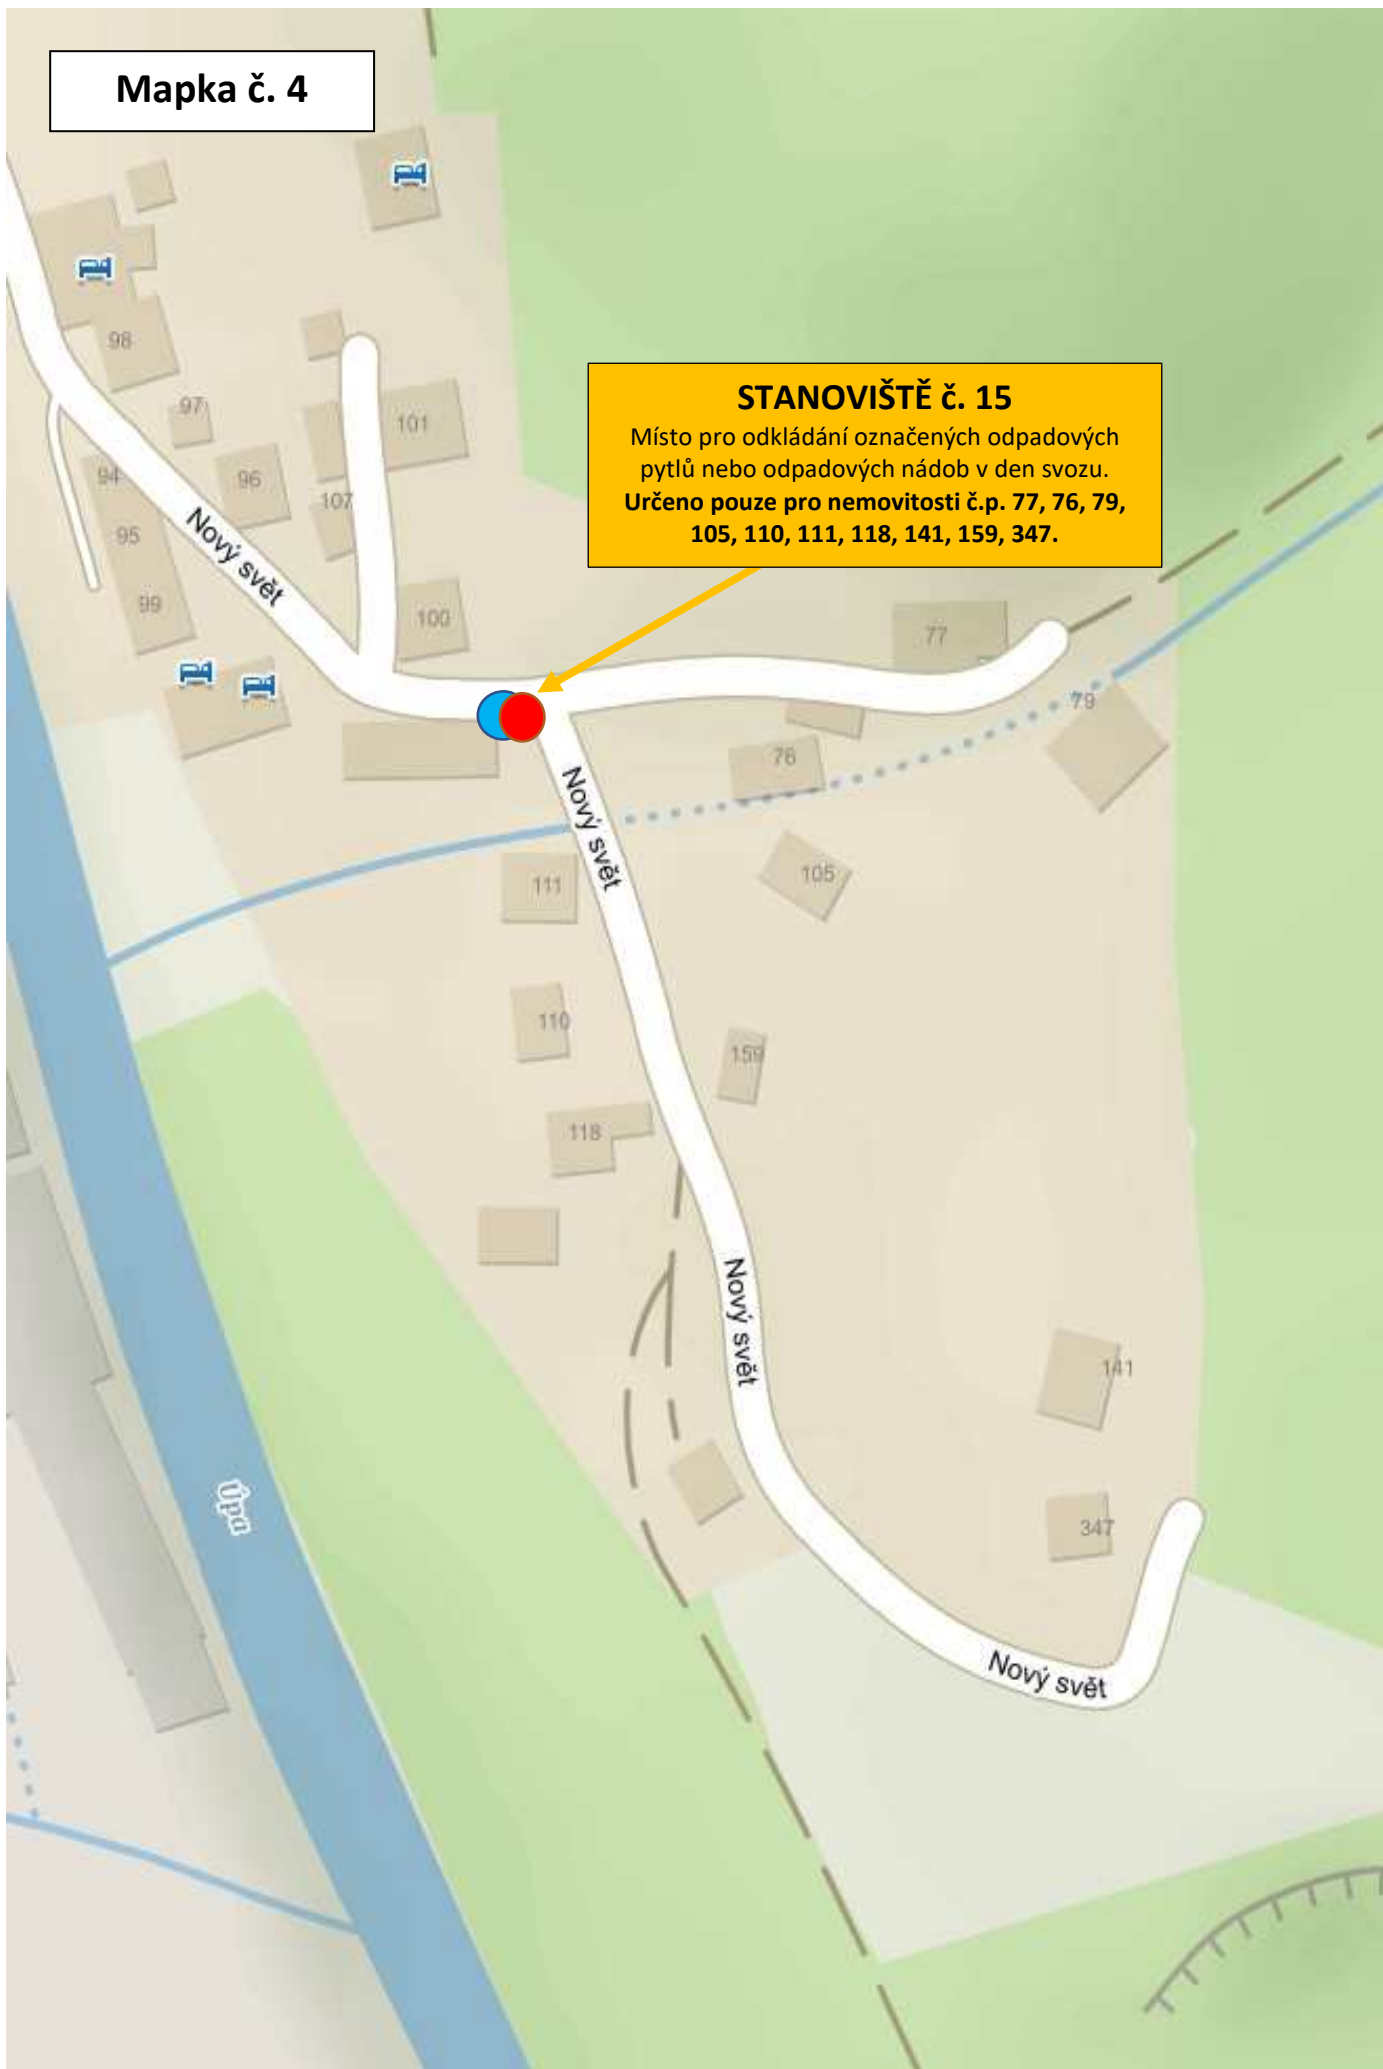 Mapka č. 4
98
97
101
94
96
107
95
Nový svět
99
100
STANOVIŠTĚ č. 15
Místo pro odkládání označených odpadových
pytlů nebo odpadových nádob v den svozu.
Určeno pouze pro nemovitosti č.p. 77, 76, 79,
105, 110, 111, 118, 141, 159, 347.
77
79
76
Nový svět
111
105
110
159
118
Nový svět
141
Úpa
347
Nový svět